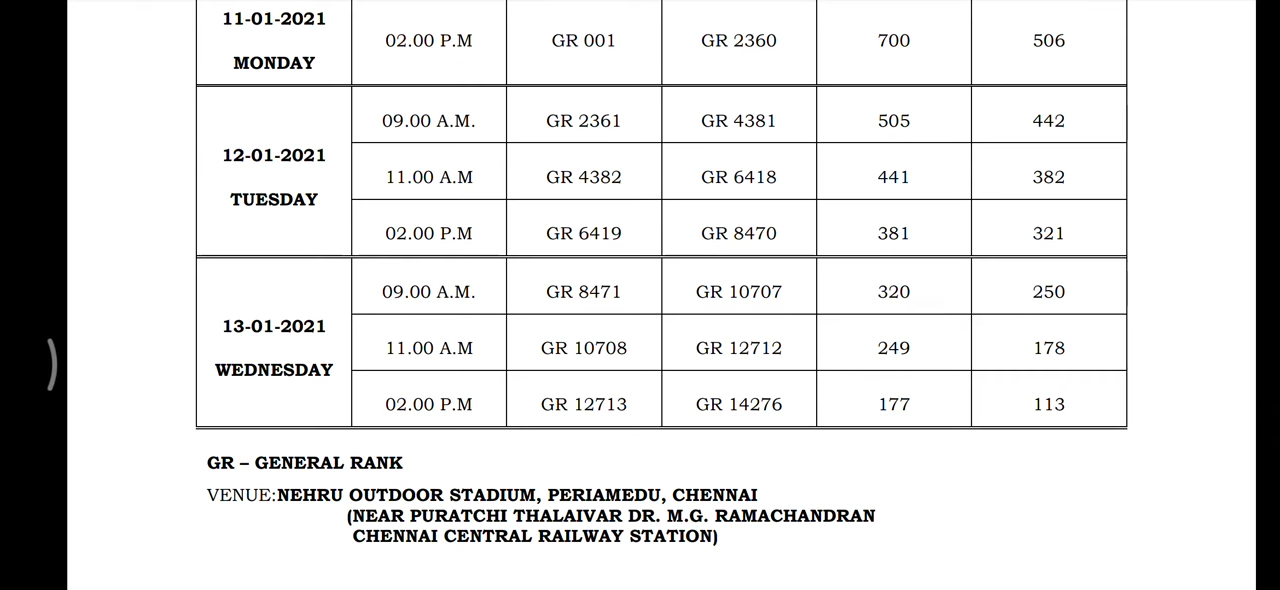 11-01-2021
MONDAY
02.00 P.M GR 001 GR 2360 700 506
12-01-2021
TUESDAY
09.00 A.M. GR 2361 GR 4381 505 442
11.00 A.M GR 4382 GR 6418 441 382
02.00 P.M GR 6419 GR 8470 381 321
13-01-2021
WEDNESDAY
09.00 A.M. GR 8471 GR 10707 320 250
11.00 A.M GR 10708 GR 12712 249 178
02.00 P.M GR 12713 GR 14276 177 113
GR – GENERAL RANK
VENUE:NEHRU OUTDOOR STADIUM, PERIAMEDU, CHENNAI
(NEAR PURATCHI THALAIVAR DR. M.G. RAMACHANDRAN
CHENNAI CENTRAL RAILWAY STATION)